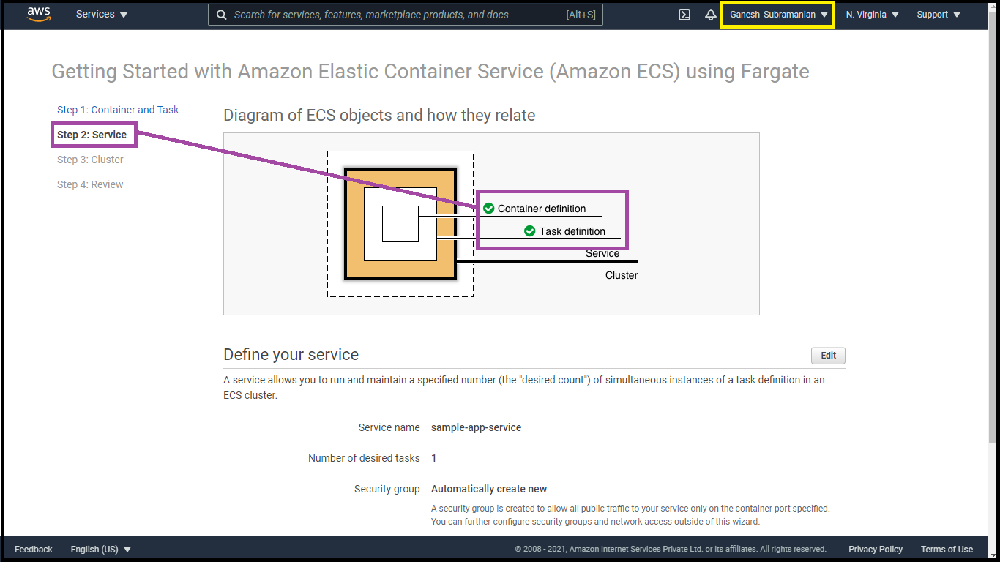 aws Services Search for services, features, marketplace products, and docs [Alt+S] Ganesh_Subramanian N. Virginia Support
Getting Started with Amazon Elastic Container Service (Amazon ECS) using Fargate
Step 1: Container and Task
Step 2: Service
Step 3: Cluster
Step 4: Review
Diagram of ECS objects and how they relate
Container definition
Task definition
Service
Cluster
Define your service Edit
A service allows you to run and maintain a specified number (the "desired count") of simultaneous instances of a task definition in an
ECS cluster.
Service name sample-app-service
Number of desired tasks 1
Security group Automatically create new
A security group is created to allow all public traffic to your service only on the container port specified.
You can further configure security groups and network access outside of this wizard.
Feedback English (US) © 2008 - 2021, Amazon Internet Services Private Ltd. or its affiliates. All rights reserved. Privacy Policy Terms of Use